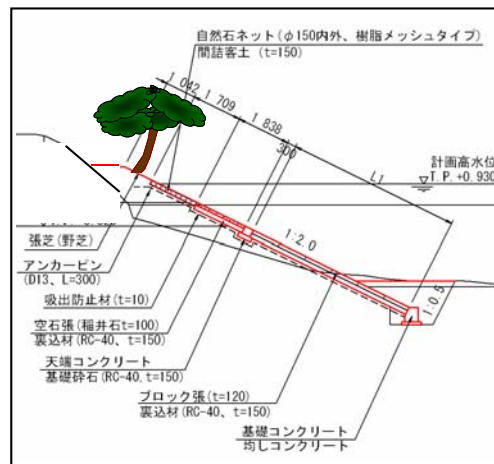 自然石ネット(φ150内外、樹脂メッシュタイプ)
間詰客土 (t=150)
1 042
1 709
1 838
300
L1
計画高水位
T.P.+0.930
1:2.0
1:0.5
張芝(野芝)
アンカーピン
(D13、L=300)
吸出防止材(t=10)
空石張(稲井石t=100)
裏込材(RC-40、t=150)
天端コンクリート
基礎砕石(RC-40、t=150)
ブロック張(t=120)
裏込材(RC-40、t=150)
基礎コンクリート
均しコンクリート